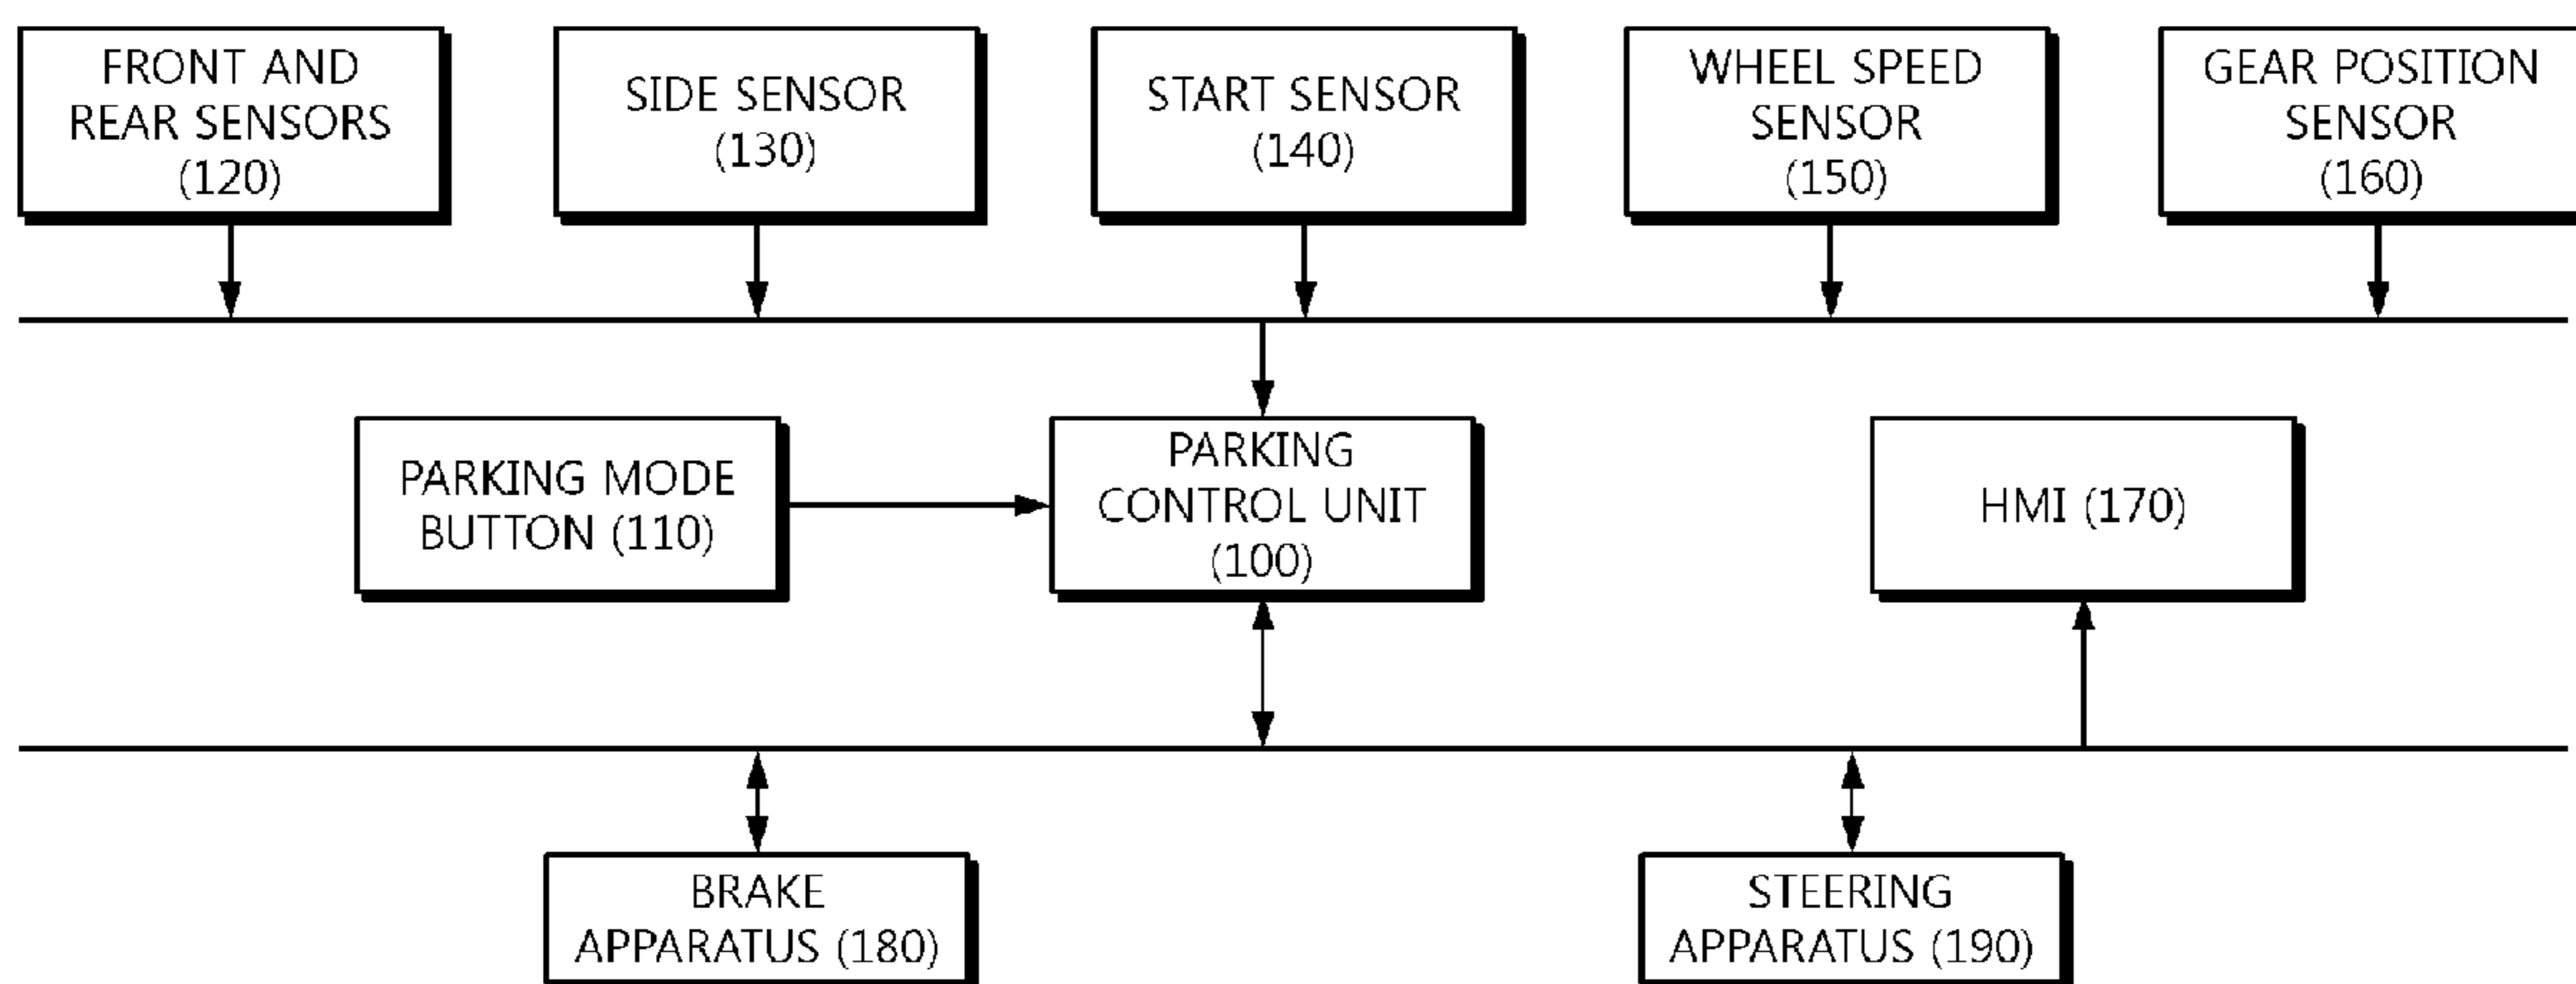 FRONT AND
REAR SENSORS
(120)
SIDE SENSOR
(130)
START SENSOR
(140)
WHEEL SPEED
SENSOR
(150)
GEAR POSITION
SENSOR
(160)
PARKING MODE
BUTTON (110)
PARKING
CONTROL UNIT
(100)
HMI (170)
BRAKE
APPARATUS (180)
STEERING
APPARATUS (190)